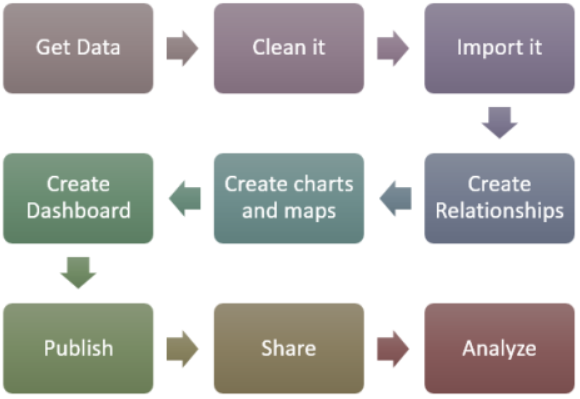 Get Data
Clean it
Import it
Create
Relationships
Create charts
and maps
Create
Dashboard
Publish
Share
Analyze